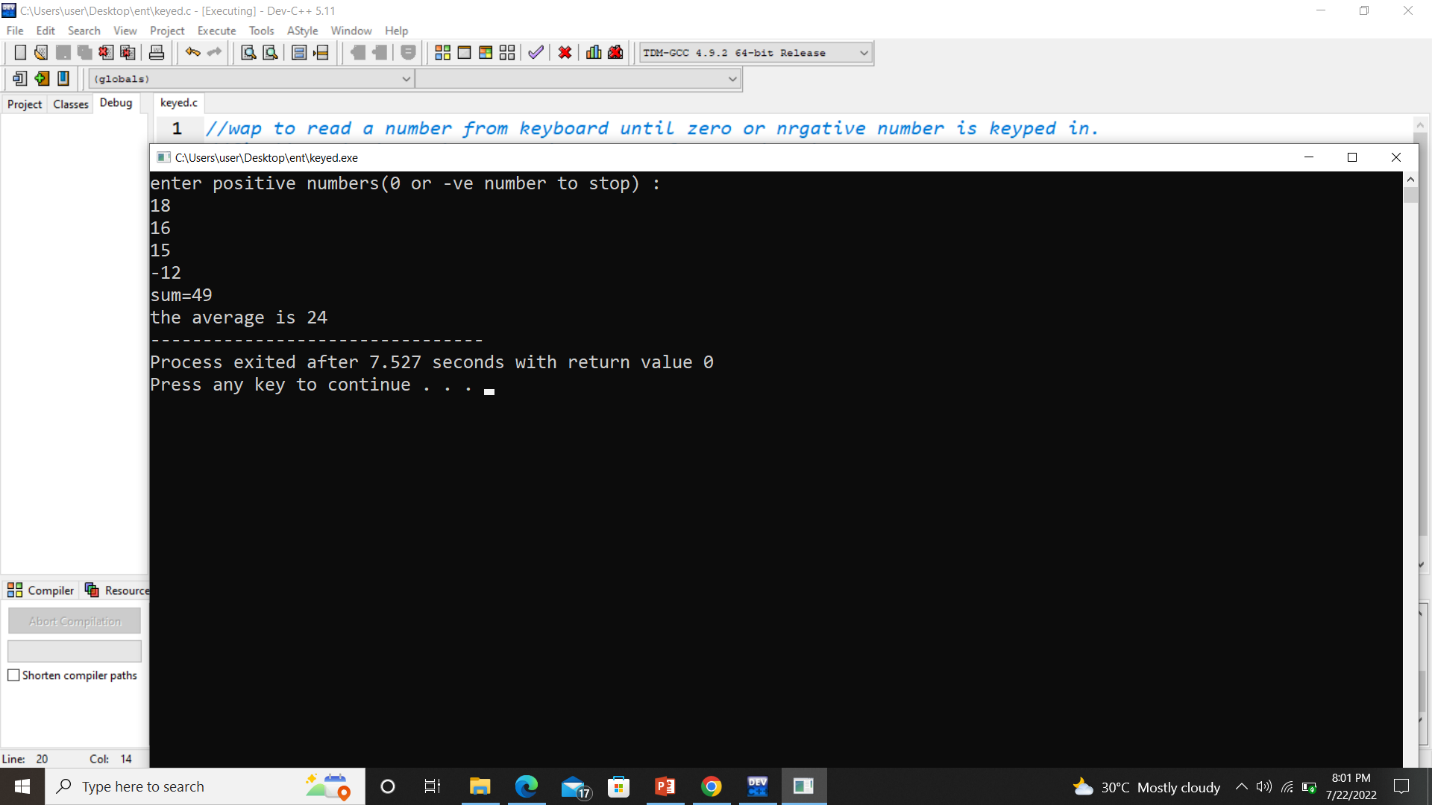 C:\Users\user\Desktop\ent\keyed.c - [Executing] - Dev-C++ 5.11
File Edit Search View Project Execute Tools AStyle Window Help
TDM-GCC 4.9.2 64-bit Release
(globals)
Project Classes Debug keyed.c
1 //wap to read a number from keyboard until zero or nrgative number is keyped in.
C:\Users\user\Desktop\ent\keyed.exe
enter positive numbers(0 or -ve number to stop) :
18
16
15
-12
sum=49
the average is 24
--------------------------------
Process exited after 7.527 seconds with return value 0
Press any key to continue . . .
Compiler Resource
Abort Compilation
Shorten compiler paths
Line: 20 Col: 14
Type here to search
17
DEV
30°C Mostly cloudy
8:01 PM
7/22/2022